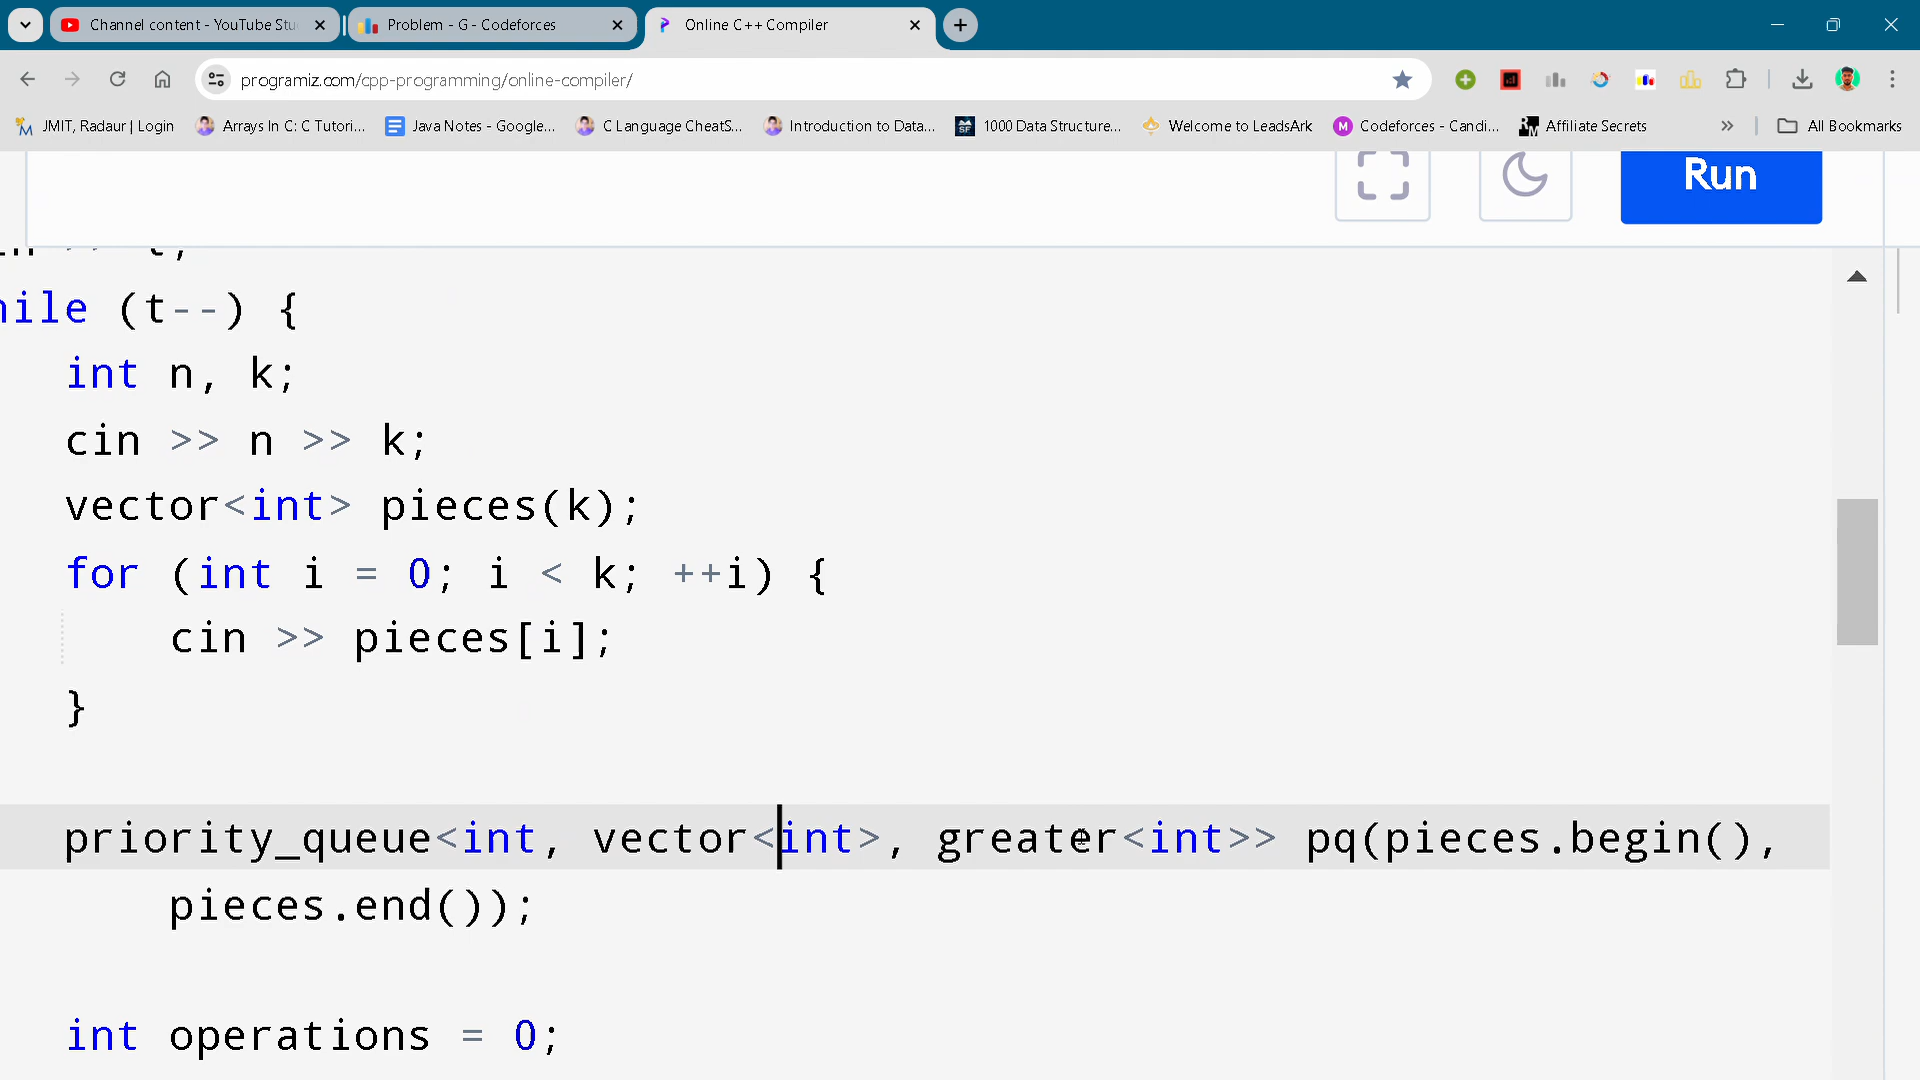 Channel content - YouTube Stu
Problem - G - Codeforces
Online C++ Compiler
programiz.com/cpp-programming/online-compiler/
JMIT, Radaur | Login
Arrays In C: C Tutori...
Java Notes - Google...
C Language CheatS...
Introduction to Data...
1000 Data Structure...
Welcome to LeadsArk
Codeforces - Candi...
Affiliate Secrets
All Bookmarks
Run
while (t--) {
int n, k;
cin >> n >> k;
vector<int> pieces(k);
for (int i = 0; i < k; ++i) {
cin >> pieces[i];
}
priority_queue<int, vector<int>, greater<int>> pq(pieces.begin(),
pieces.end());
int operations = 0;